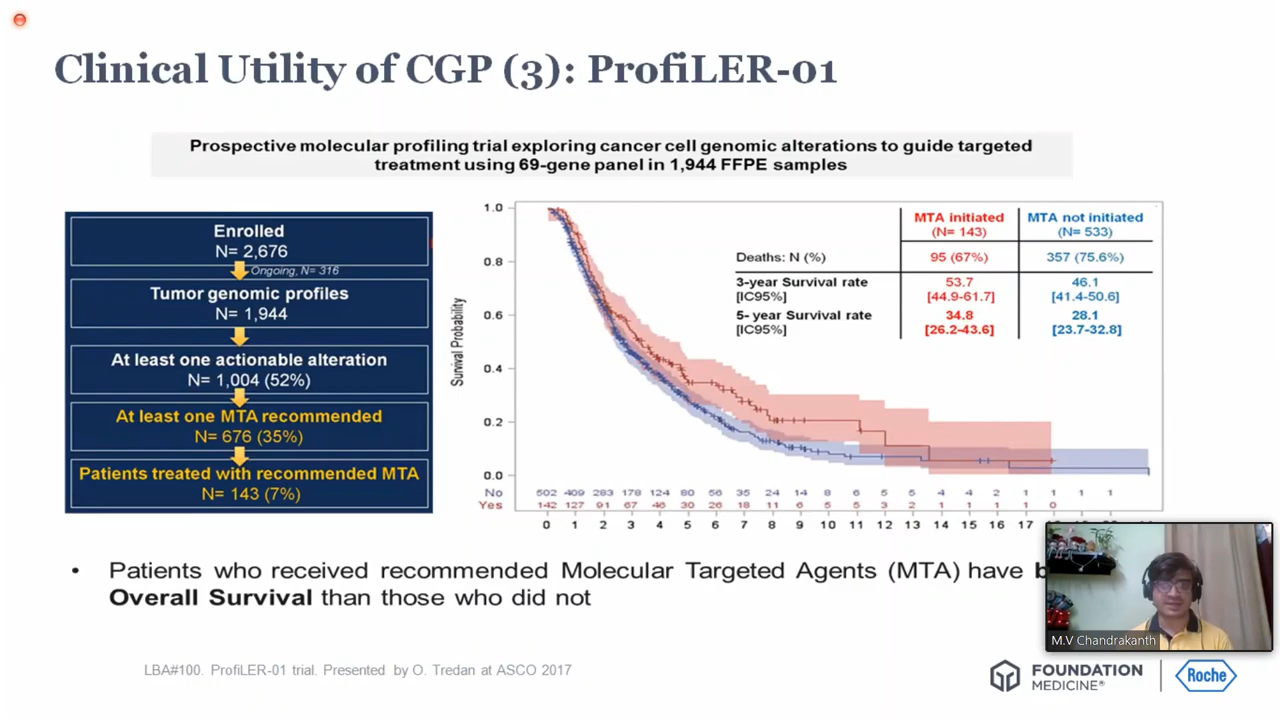 Clinical Utility of CGP (3): ProfiLER-01
Prospective molecular profiling trial exploring cancer cell genomic alterations to guide targeted
treatment using 69-gene panel in 1,944 FFPE samples
Enrolled
N= 2,676
Ongoing, N= 316
Tumor genomic profiles
N= 1,944
At least one actionable alteration
N= 1,004 (52%)
At least one MTA recommended
N= 676 (35%)
Patients treated with recommended MTA
N= 143 (7%)
Survival Probability
1.0
0.8
0.6
0.4
0.2
0.0
MTA initiated MTA not initiated
(N= 143) (N= 533)
Deaths: N (%) 95 (67%) 357 (75.6%)
3-year Survival rate 53.7 46.1
[IC95%] [44.9-61.7] [41.4-50.6]
5- year Survival rate 34.8 28.1
[IC95%] [26.2-43.6] [23.7-32.8]
No 502 409 283 178 124 80 56 35 24 14 8 6 5 5 4 4 2 1 1 1 1
Yes 142 127 91 67 46 30 26 18 11 6 5 5 3 2 1 1 1 1 0
0 1 2 3 4 5 6 7 8 9 10 11 12 13 14 15 16 17
• Patients who received recommended Molecular Targeted Agents (MTA) have
Overall Survival than those who did not
M.V Chandrakanth
LBA#100. ProfiLER-01 trial. Presented by O. Tredan at ASCO 2017
FOUNDATION
MEDICINE®
Roche